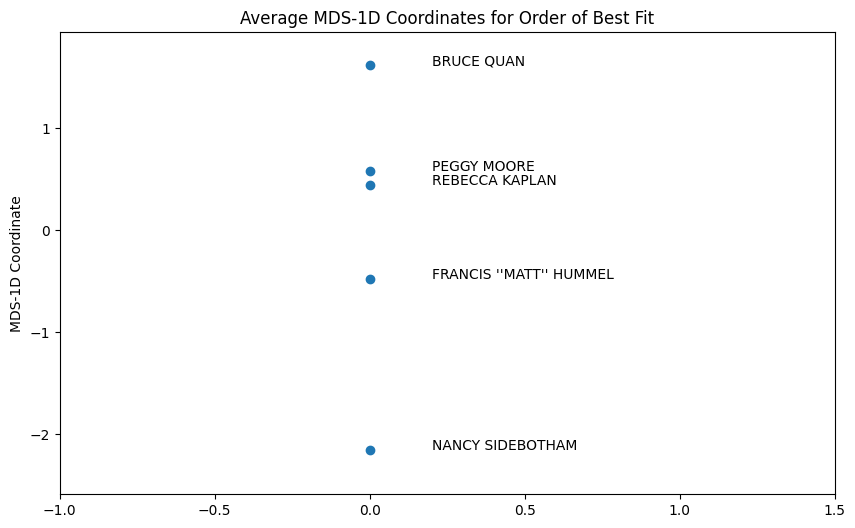 Average MDS-1D Coordinates for Order of Best Fit
BRUCE QUAN
1
PEGGY MOORE
REBECCA KAPLAN
0
MDS-1D Coordinate
FRANCIS ''MATT'' HUMMEL
−1
NANCY SIDEBOTHAM
−2
−1.0 −0.5 0.0 0.5 1.0 1.5